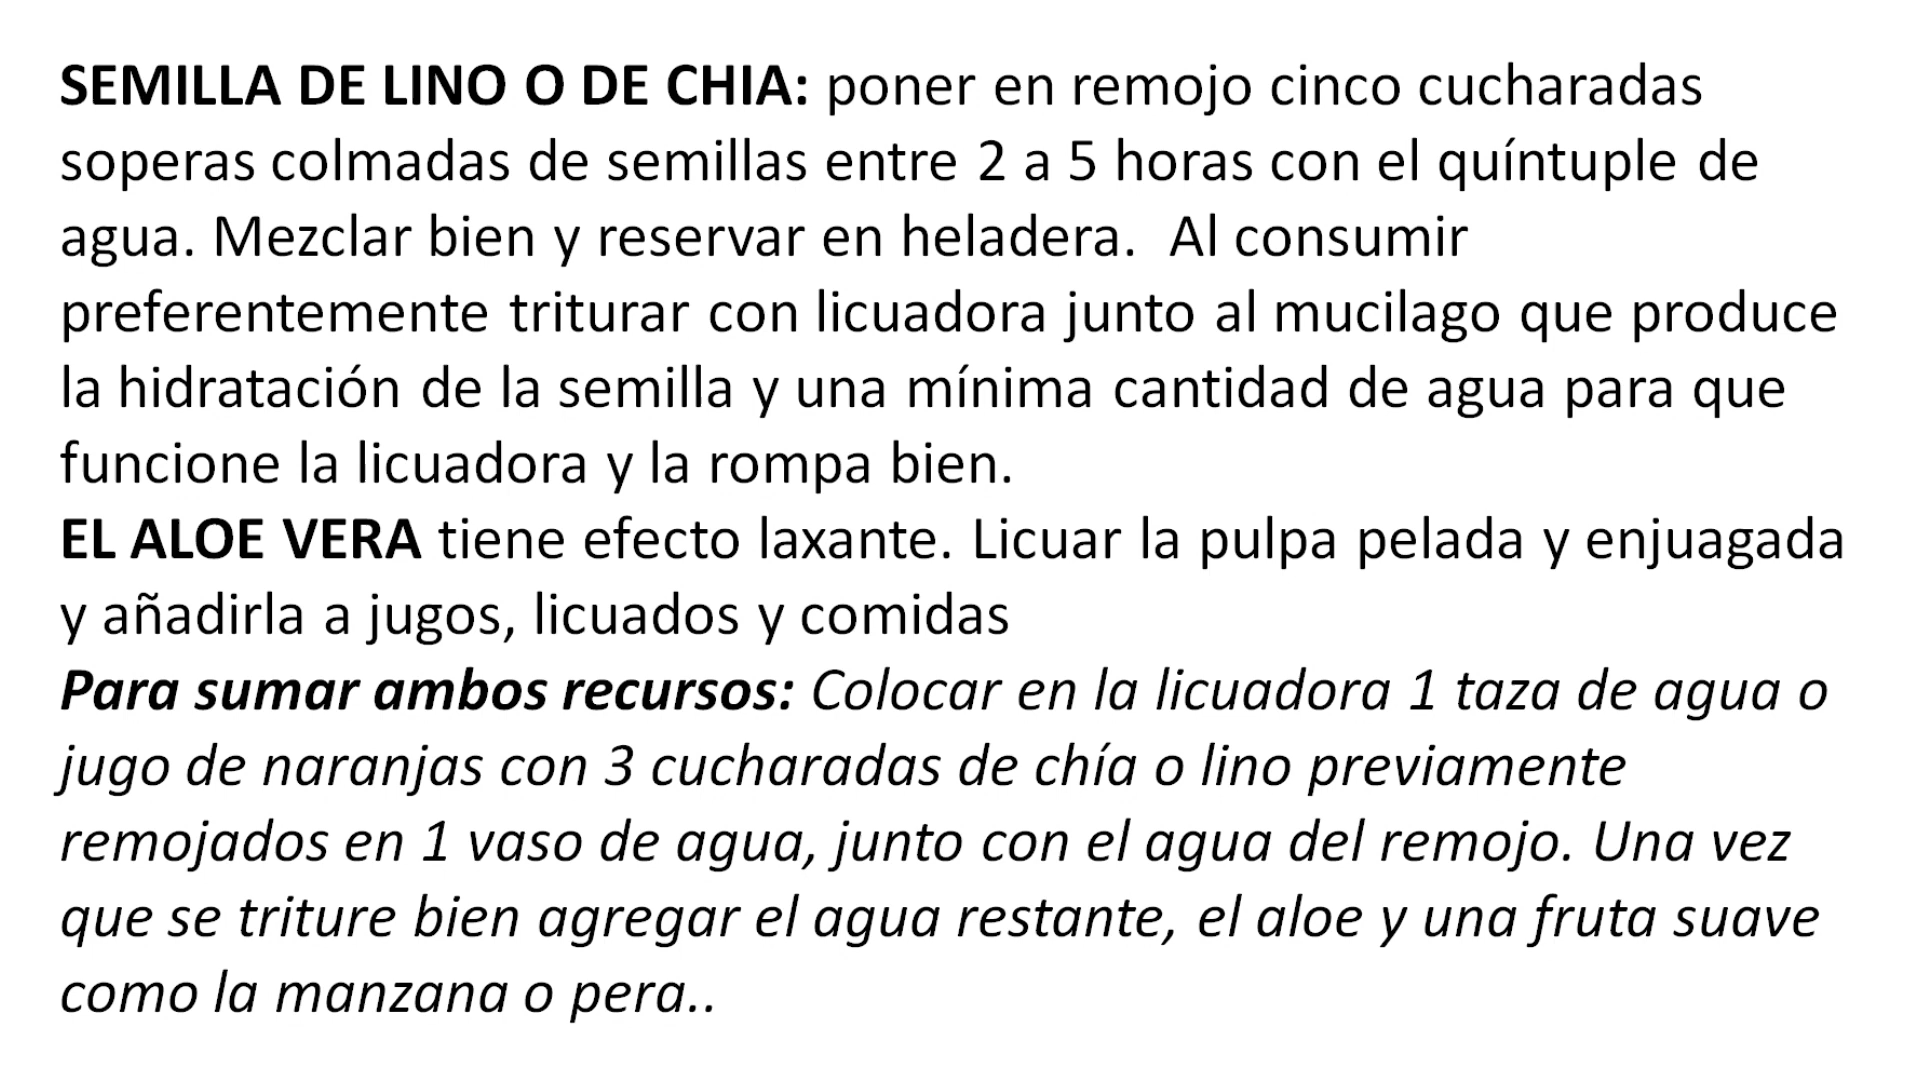 SEMILLA DE LINO O DE CHIA: poner en remojo cinco cucharadas
soperas colmadas de semillas entre 2 a 5 horas con el quíntuple de
agua. Mezclar bien y reservar en heladera.  Al consumir
preferentemente triturar con licuadora junto al mucilago que produce
la hidratación de la semilla y una mínima cantidad de agua para que
funcione la licuadora y la rompa bien.
EL ALOE VERA tiene efecto laxante. Licuar la pulpa pelada y enjuagada
y añadirla a jugos, licuados y comidas
Para sumar ambos recursos: Colocar en la licuadora 1 taza de agua o
jugo de naranjas con 3 cucharadas de chía o lino previamente
remojados en 1 vaso de agua, junto con el agua del remojo. Una vez
que se triture bien agregar el agua restante, el aloe y una fruta suave
como la manzana o pera..